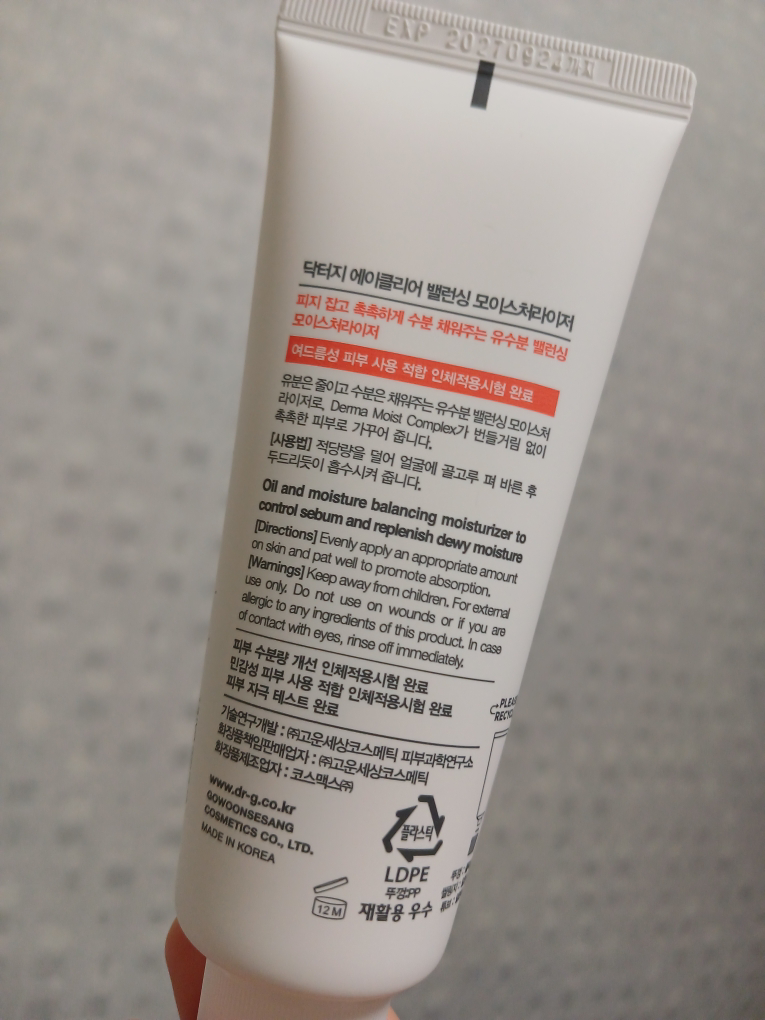 EXP 20270924까지
닥터지 에이클리어 밸런싱 모이스처라이저
피지 잡고 촉촉하게 수분 채워주는 유수분 밸런싱
모이스처라이저
여드름성 피부 사용 적합 인체적용시험 완료
유분은 줄이고 수분은 채워주는 유수분 밸런싱 모이스처
라이저로, Derma Moist Complex가 번들거림 없이
촉촉한 피부로 가꾸어 줍니다.
[사용법] 적당량을 덜어 얼굴에 골고루 펴 바른 후
두드리듯이 흡수시켜 줍니다.
Oil and moisture balancing moisturizer to
control sebum and replenish dewy moisture
[Directions] Evenly apply an appropriate amount
on skin and pat well to promote absorption.
[Warnings] Keep away from children. For external
use only. Do not use on wounds or if you are
allergic to any ingredients of this product. In case
of contact with eyes, rinse off immediately.
피부 수분량 개선 인체적용시험 완료
민감성 피부 사용 적합 인체적용시험 완료
피부 자극 테스트 완료
기술연구개발 : ㈜고운세상코스메틱 피부과학연구소
화장품책임판매업자 : ㈜고운세상코스메틱
화장품제조업자 : 코스맥스㈜
www.dr-g.co.kr
GOWOONSESANG
COSMETICS CO., LTD.
MADE IN KOREA
12M
플라스틱
LDPE
뚜껑:PP
재활용 우수